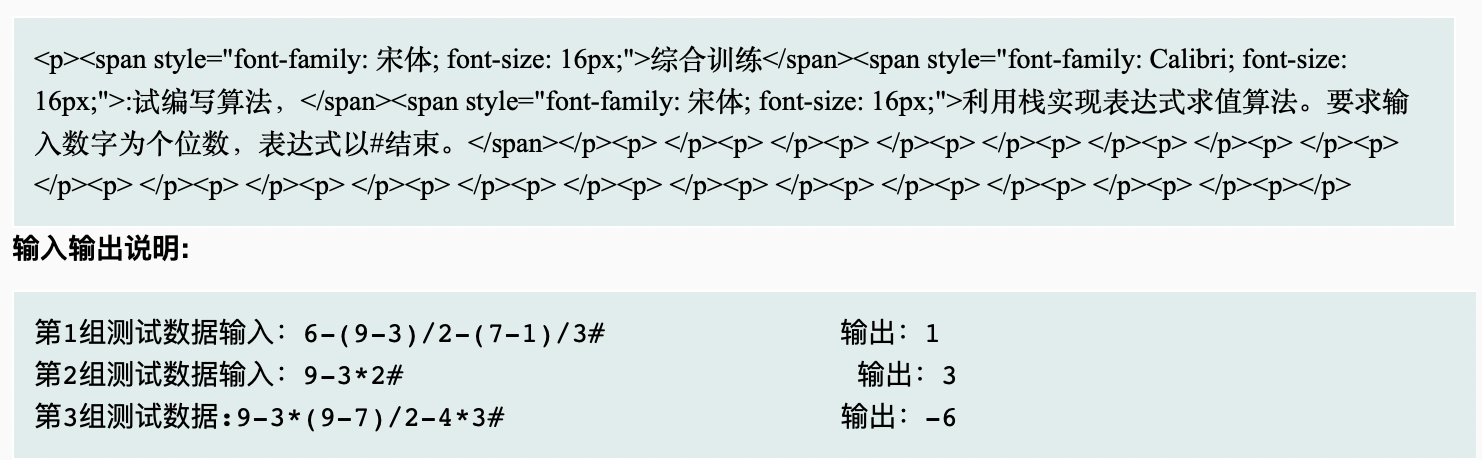 <p><span style="font-family: 宋体; font-size: 16px;">综合训练</span><span style="font-family: Calibri; font-size:
16px;">:试编写算法，</span><span style="font-family: 宋体; font-size: 16px;">利用栈实现表达式求值算法。要求输
入数字为个位数，表达式以#结束。</span></p><p> </p><p> </p><p> </p><p> </p><p> </p><p> </p><p> </p><p>
</p><p> </p><p> </p><p> </p><p> </p><p> </p><p> </p><p> </p><p> </p><p> </p><p> </p><p></p>
输入输出说明:
第1组测试数据输入：6-(9-3)/2-(7-1)/3# 输出：1
第2组测试数据输入：9-3*2# 输出：3
第3组测试数据:9-3*(9-7)/2-4*3# 输出：-6